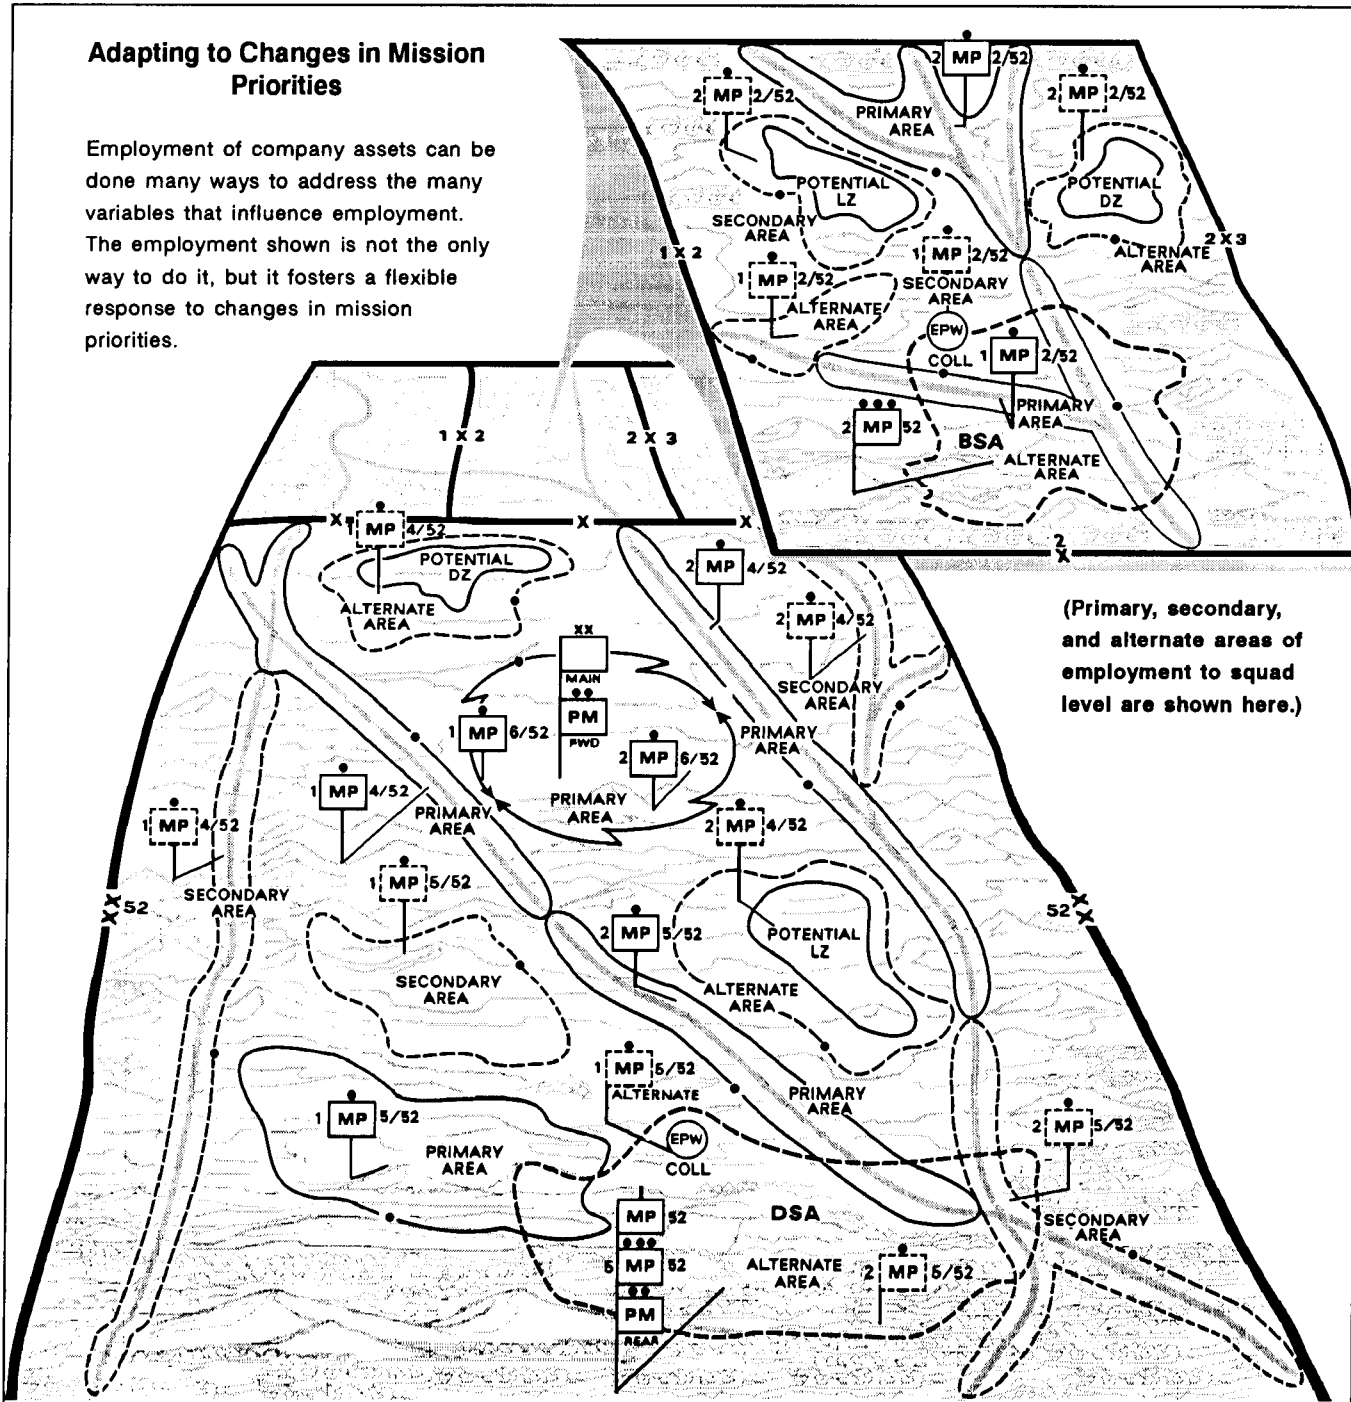 Adapting to Changes in Mission
Priorities
Employment of company assets can be
done many ways to address the many
variables that influence employment.
The employment shown is not the only
way to do it, but it fosters a flexible
response to changes in mission
priorities.
2 MP 2/52
2 MP 2/52
2 MP 2/52
PRIMARY
AREA
POTENTIAL
LZ
POTENTIAL
DZ
SECONDARY
AREA
1 X 2
1 MP 2/52
SECONDARY
AREA
ALTERNATE
AREA
2 X 3
1 MP 2/52
ALTERNATE
AREA
EPW
COLL
1 MP 2/52
PRIMARY
AREA
2 MP 52
BSA
ALTERNATE
AREA
2
X
1 X 2
2 X 3
X
X
X
1 MP 4/52
POTENTIAL
DZ
ALTERNATE
AREA
2 MP 4/52
2 MP 4/52
SECONDARY
AREA
(Primary, secondary,
and alternate areas of
employment to squad
level are shown here.)
XX
MAIN
PM
FWD
1 MP 6/52
2 MP 6/52
PRIMARY
AREA
PRIMARY
AREA
1 MP 4/52
PRIMARY
AREA
1 MP 4/52
SECONDARY
AREA
2 MP 4/52
POTENTIAL
LZ
ALTERNATE
AREA
1 MP 5/52
SECONDARY
AREA
XX 52
52 XX
2 MP 5/52
PRIMARY
AREA
1 MP 5/52
ALTERNATE
EPW
COLL
1 MP 5/52
PRIMARY
AREA
2 MP 5/52
SECONDARY
AREA
MP 52
5 MP 52
PM
REAR
DSA
ALTERNATE
AREA
2 MP 5/52